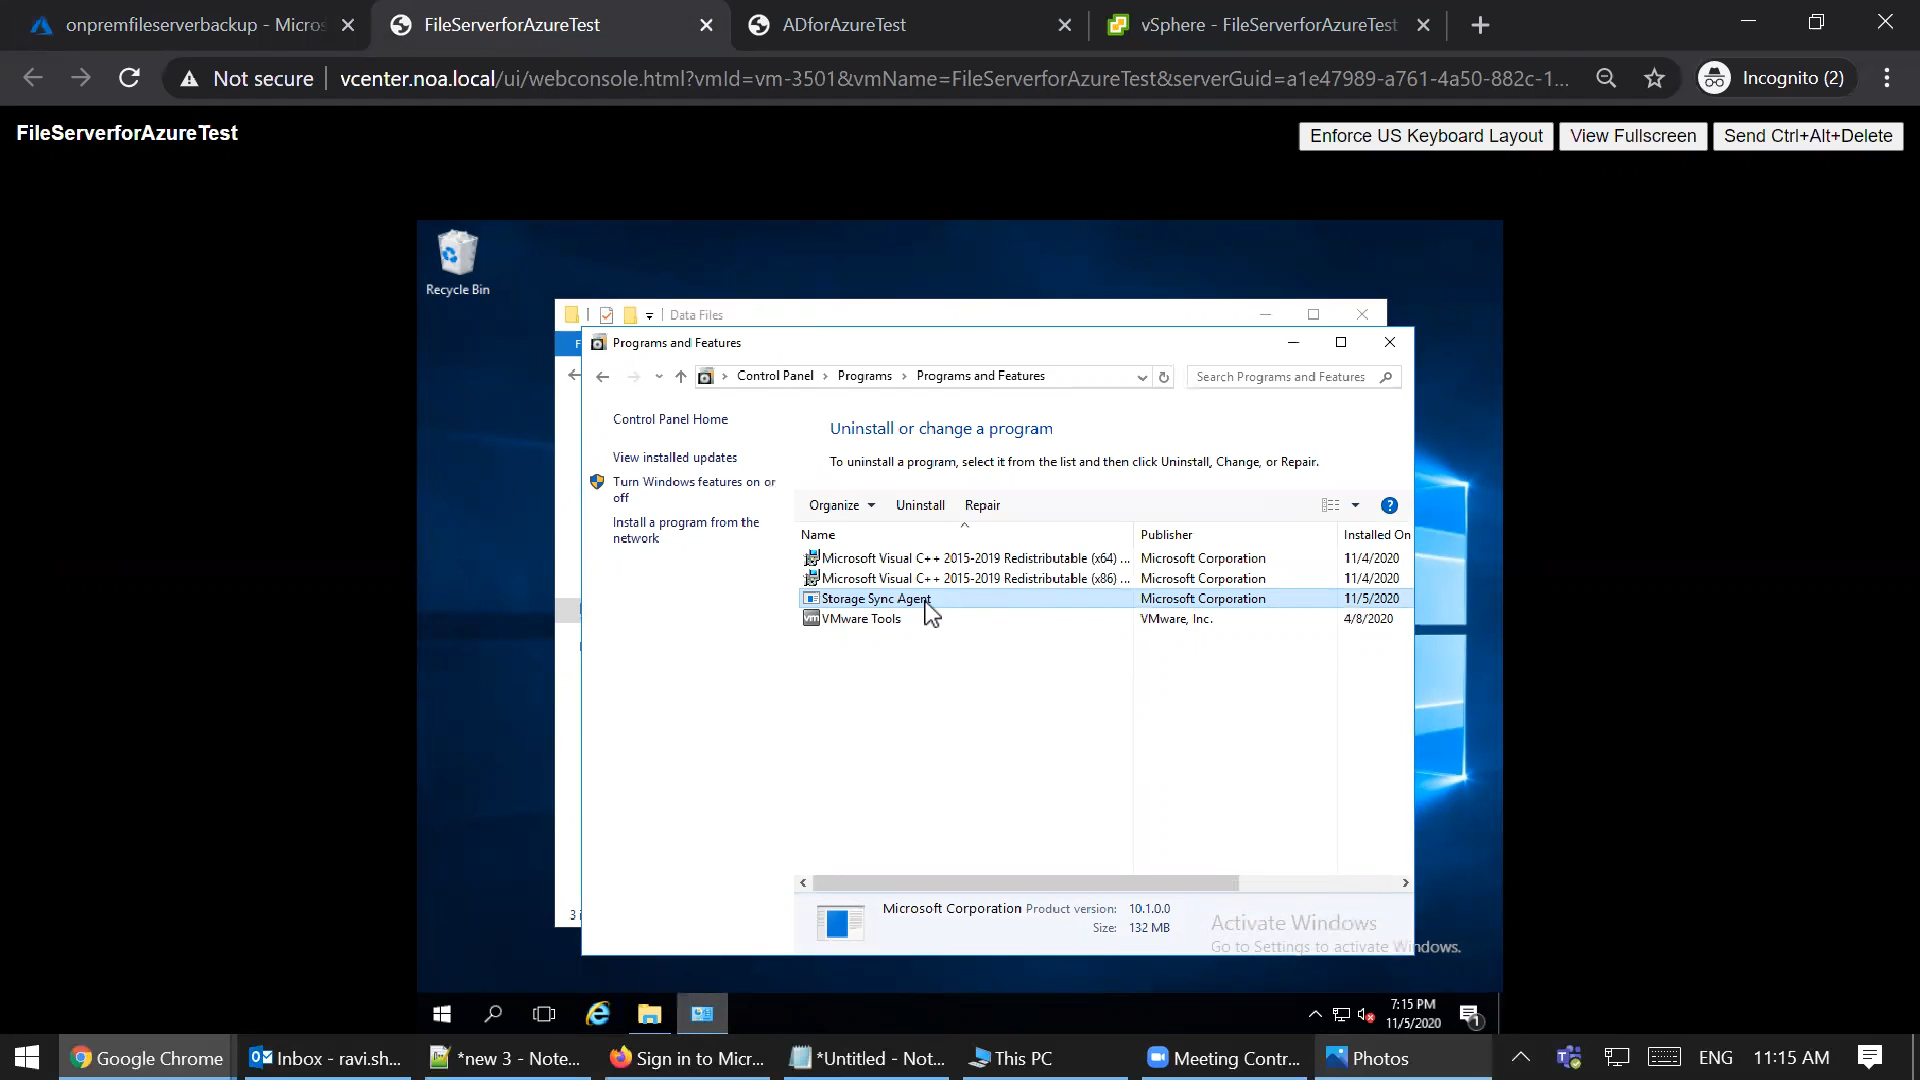 onpremfileserverbackup - Micros
FileServerforAzureTest
ADforAzureTest
vSphere - FileServerforAzureTest
Not secure
vcenter.noa.local/ui/webconsole.html?vmId=vm-3501&vmName=FileServerforAzureTest&serverGuid=a1e47989-a761-4a50-882c-1...
Incognito (2)
FileServerforAzureTest
Enforce US Keyboard Layout
View Fullscreen
Send Ctrl+Alt+Delete
Recycle Bin
Data Files
F
Programs and Features
Control Panel > Programs > Programs and Features
Search Programs and Features
Control Panel Home
View installed updates
Turn Windows features on or
off
Install a program from the
network
Uninstall or change a program
To uninstall a program, select it from the list and then click Uninstall, Change, or Repair.
Organize
Uninstall
Repair
Name
Publisher
Installed On
Microsoft Visual C++ 2015-2019 Redistributable (x64) ...
Microsoft Corporation
11/4/2020
Microsoft Visual C++ 2015-2019 Redistributable (x86) ...
Microsoft Corporation
11/4/2020
Storage Sync Agent
Microsoft Corporation
11/5/2020
vm VMware Tools
VMware, Inc.
4/8/2020
3 i
Microsoft Corporation
Product version: 10.1.0.0
Size: 132 MB
Activate Windows
Go to Settings to activate Windows.
7:15 PM
11/5/2020
1
Google Chrome
Inbox - ravi.sh...
*new 3 - Note...
Sign in to Micr...
*Untitled - Not...
This PC
Meeting Contr...
Photos
ENG
11:15 AM